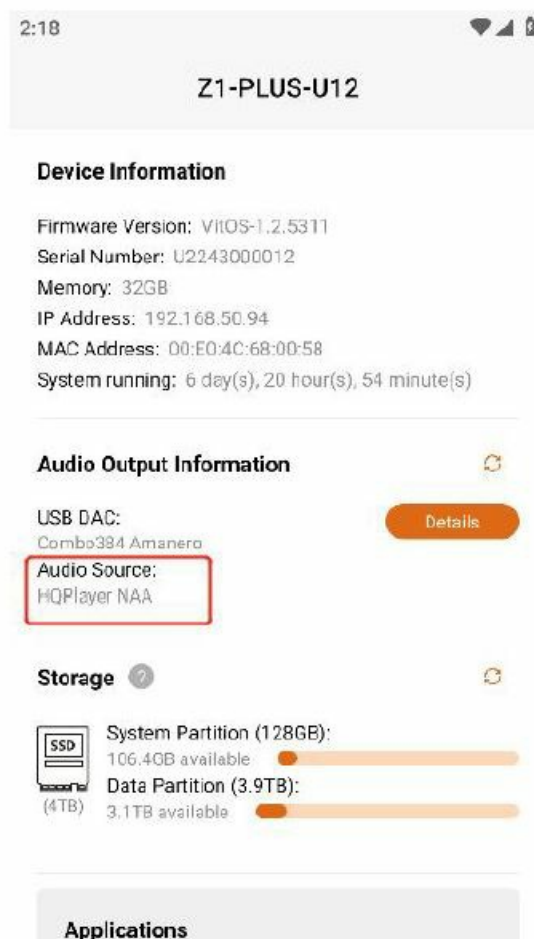 2:18
Z1-PLUS-U12
Device Information
Firmware Version: VitOS-1.2.5311
Serial Number: U2243000012
Memory: 32GB
IP Address: 192.168.50.94
MAC Address: 00:E0:4C:68:00:58
System running: 6 day(s), 20 hour(s), 54 minute(s)
Audio Output Information
USB DAC:
Details
Combo384 Amanero
Audio Source:
HQPlayer NAA
Storage ?
SSD
System Partition (128GB):
106.4GB available
Data Partition (3.9TB):
(4TB)
3.1TB available
Applications